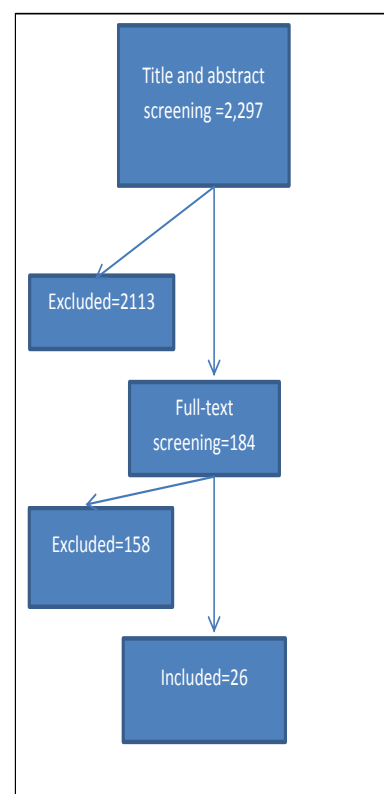 Title and abstract
screening =2,297
Excluded=2113
Full-text
screening=184
Excluded=158
Included=26